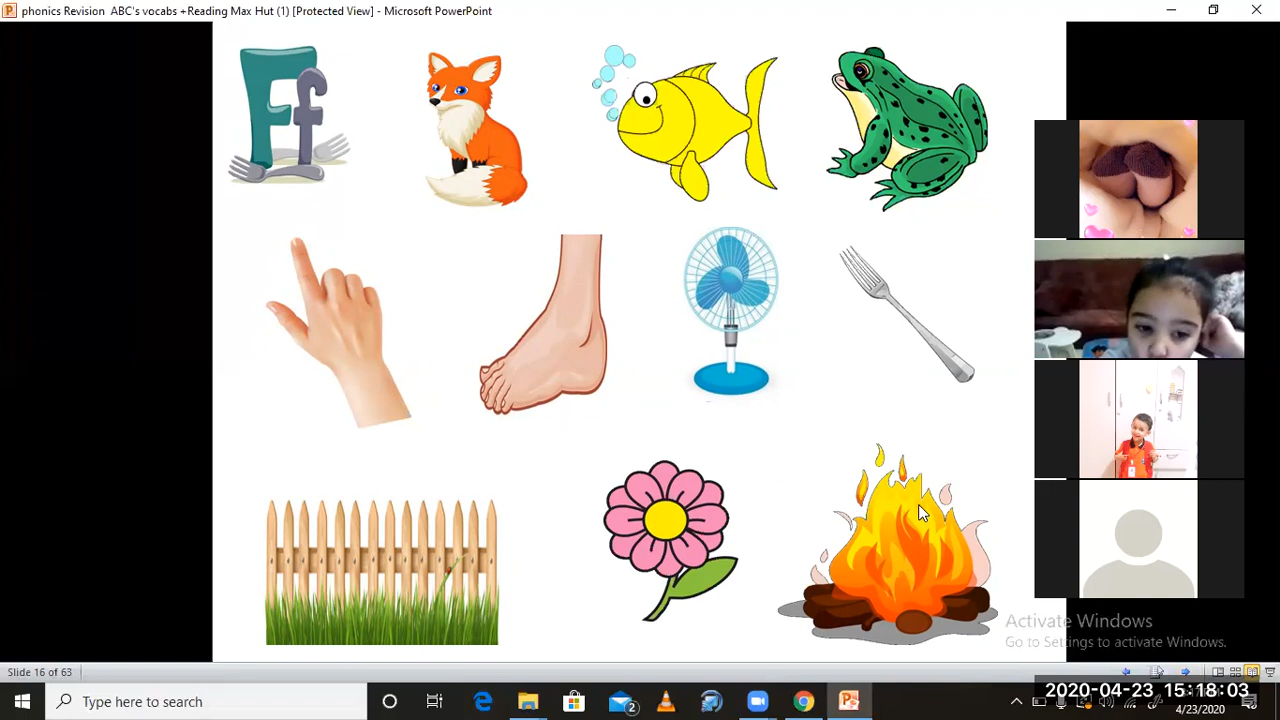 phonics Revision ABC's vocabs +Reading Max Hut (1) [Protected View] - Microsoft PowerPoint
Ff
Activate Windows
Go to Settings to activate Windows.
Slide 16 of 63
Type here to search
2
2020-04-23 15:18:03
4/23/2020